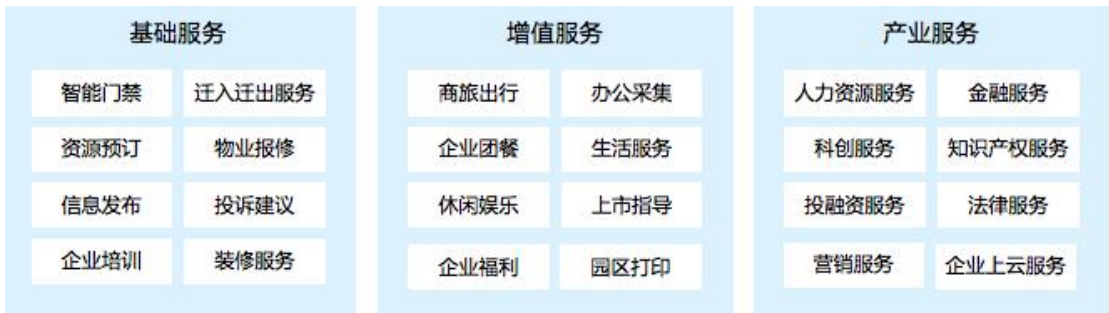 基础服务
智能门禁 迁入迁出服务
资源预订 物业报修
信息发布 投诉建议
企业培训 装修服务
增值服务
商旅出行 办公采集
企业团餐 生活服务
休闲娱乐 上市指导
企业福利 园区打印
产业服务
人力资源服务 金融服务
科创服务 知识产权服务
投融资服务 法律服务
营销服务 企业上云服务